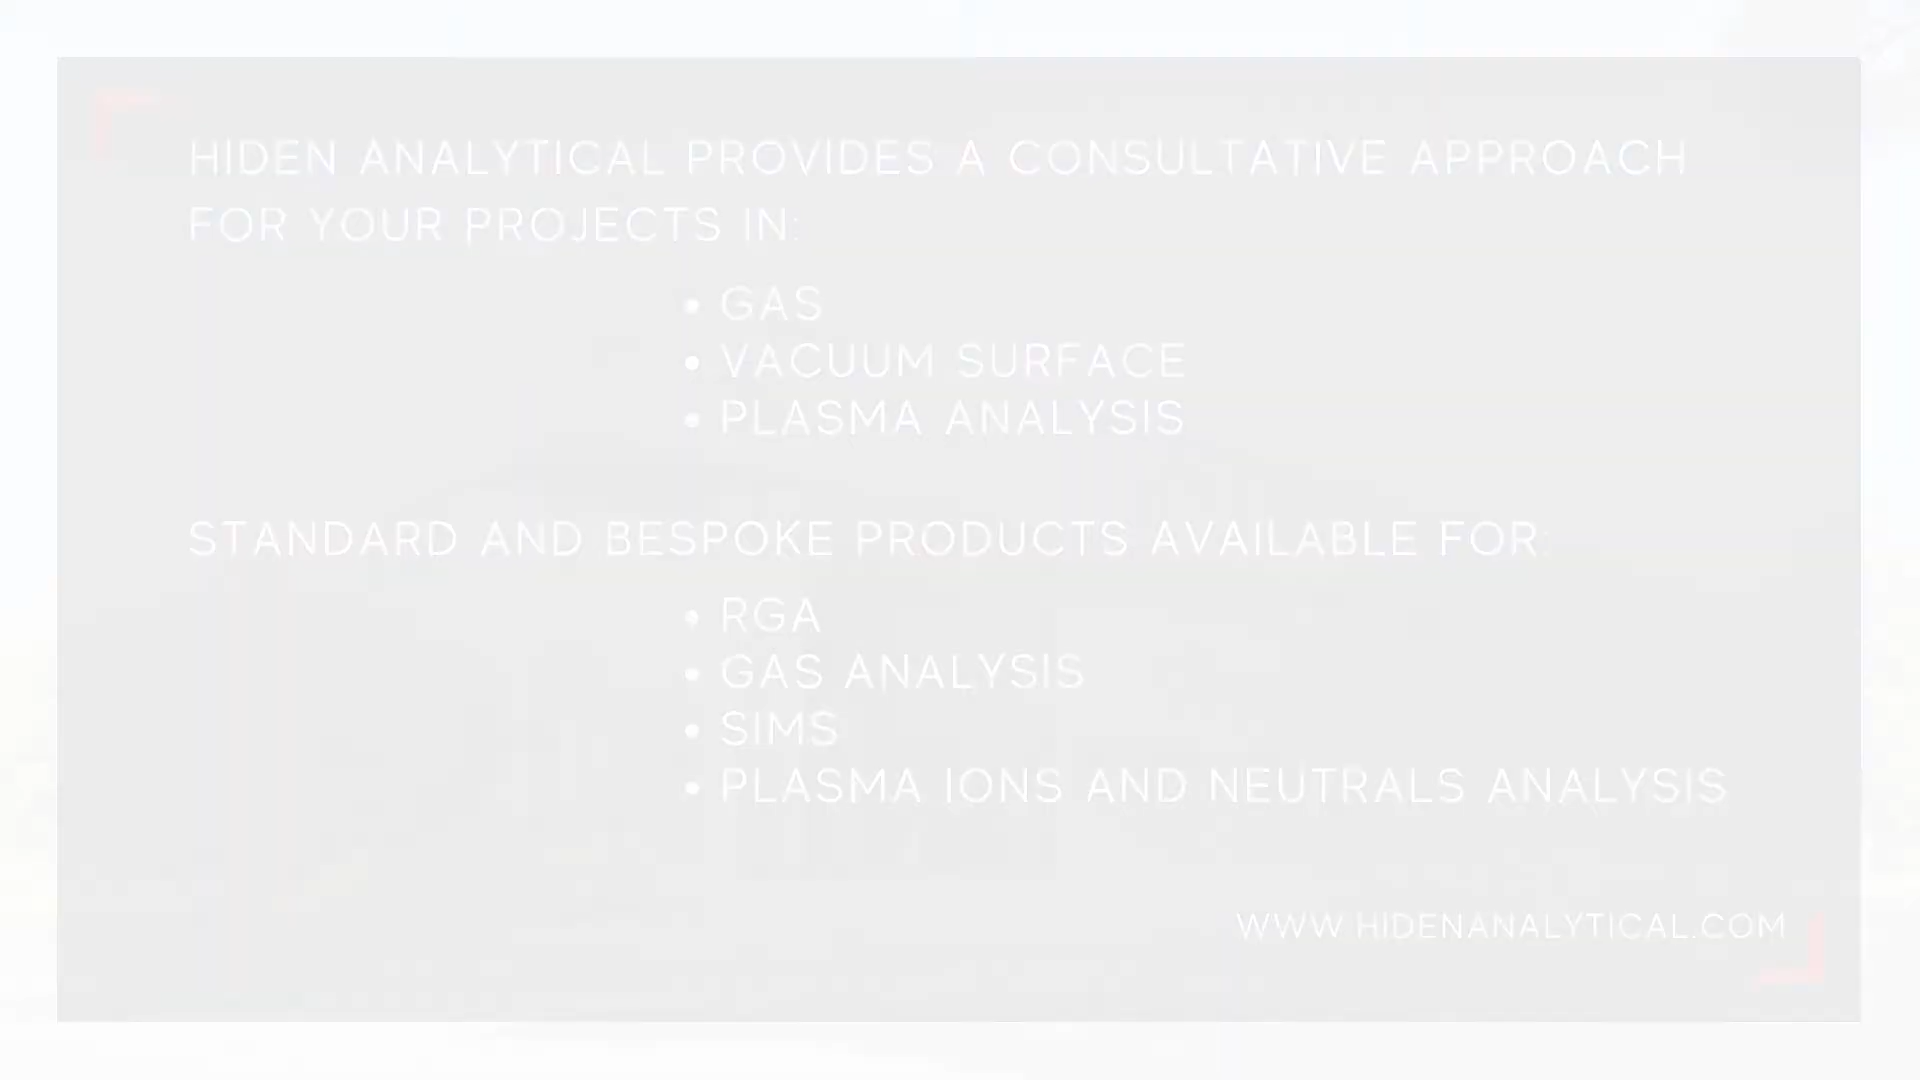 HIDEN ANALYTICAL PROVIDES A CONSULTATIVE APPROACH
FOR YOUR PROJECTS IN:
• GAS
• VACUUM SURFACE
• PLASMA ANALYSIS
STANDARD AND BESPOKE PRODUCTS AVAILABLE FOR:
• RGA
• GAS ANALYSIS
• SIMS
• PLASMA IONS AND NEUTRALS ANALYSIS
WWW.HIDENANALYTICAL.COM